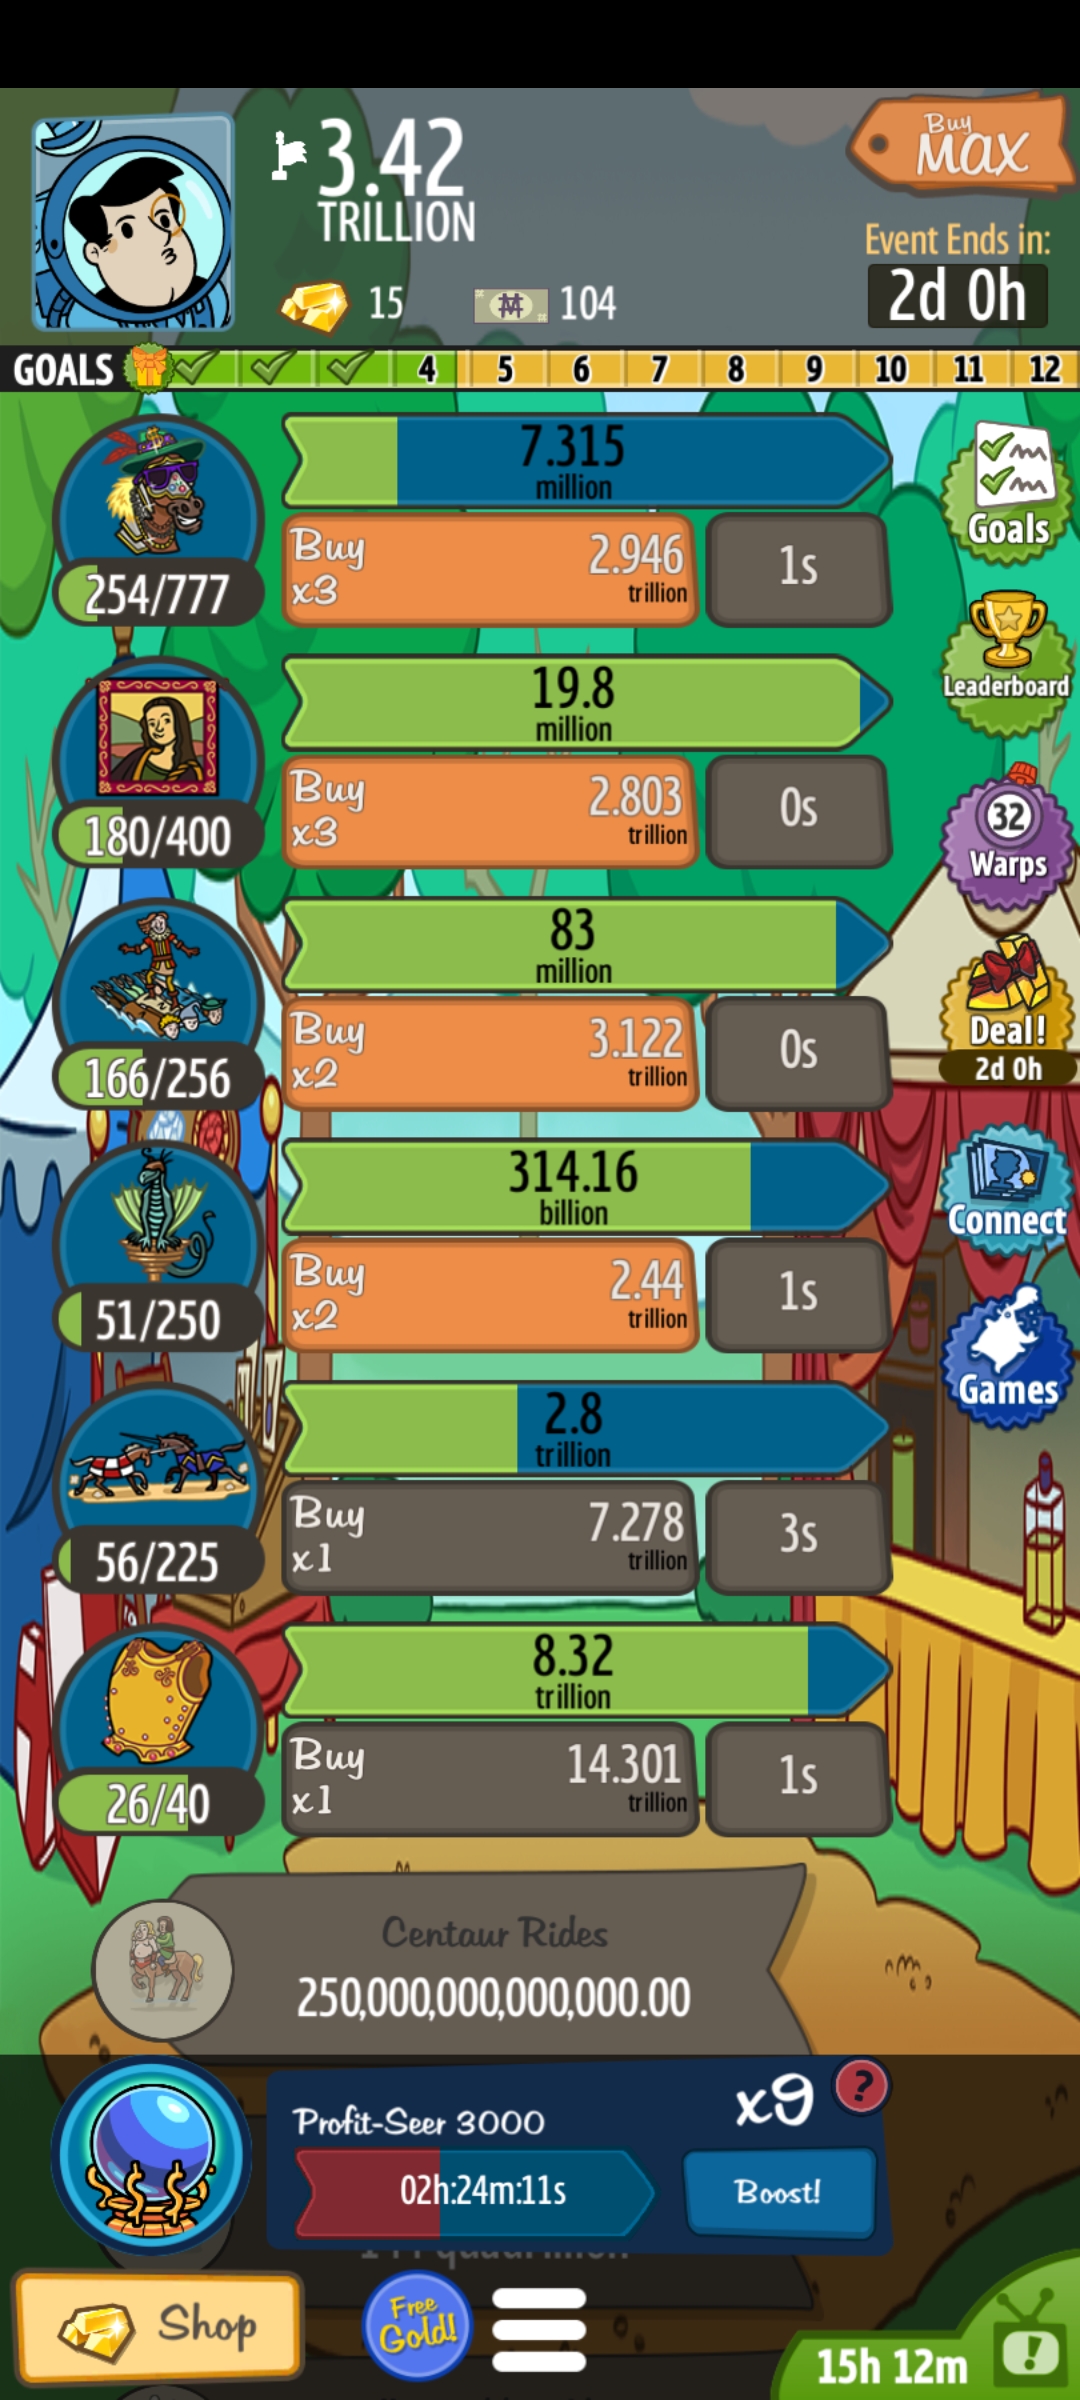 3.42
TRILLION
Buy
MAX
Event Ends in:
2d 0h
15
104
GOALS
4 5 6 7 8 9 10 11 12
7.315
million
Buy
x3
2.946
trillion
1s
254/777
Goals
19.8
million
Leaderboard
Buy
x3
2.803
trillion
0s
180/400
32
Warps
83
million
Buy
x2
3.122
trillion
0s
166/256
Deal!
2d 0h
314.16
billion
Connect
Buy
x2
2.44
trillion
1s
51/250
Games
2.8
trillion
Buy
x1
7.278
trillion
3s
56/225
8.32
trillion
Buy
x1
14.301
trillion
1s
26/40
Centaur Rides
250,000,000,000,000.00
Profit-Seer 3000
x9
?
02h:24m:11s
Boost!
Shop
Free
Gold!
15h 12m
!